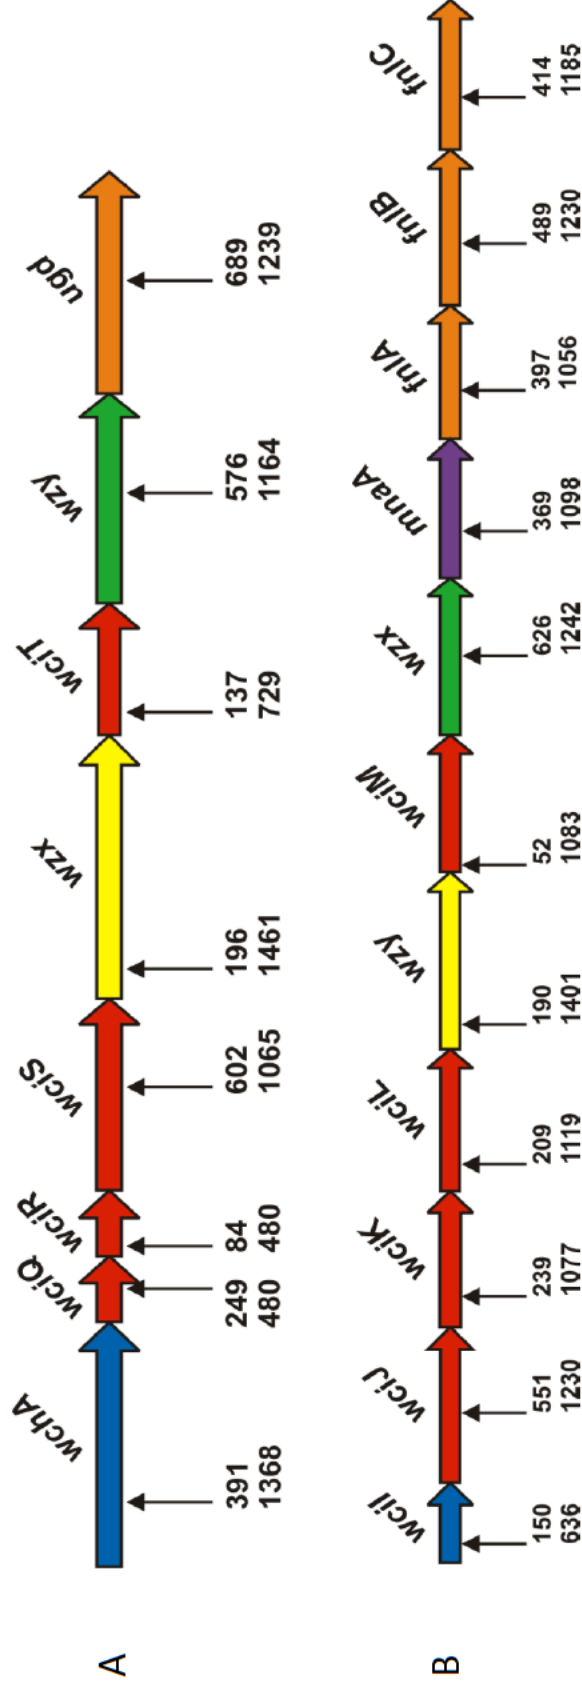 A
wchA
wciQ
wciR
wciS
wzx
wciT
wzy
ugd
391
1368
249
480
84
480
602
1065
196
1461
137
729
576
1164
689
1239
B
wciI
wciJ
wciK
wciL
wzy
wciM
wzx
mnaA
fnlA
fnlB
fnlC
150
636
551
1230
239
1077
209
1119
190
1401
52
1083
626
1242
369
1098
397
1056
489
1230
414
1185